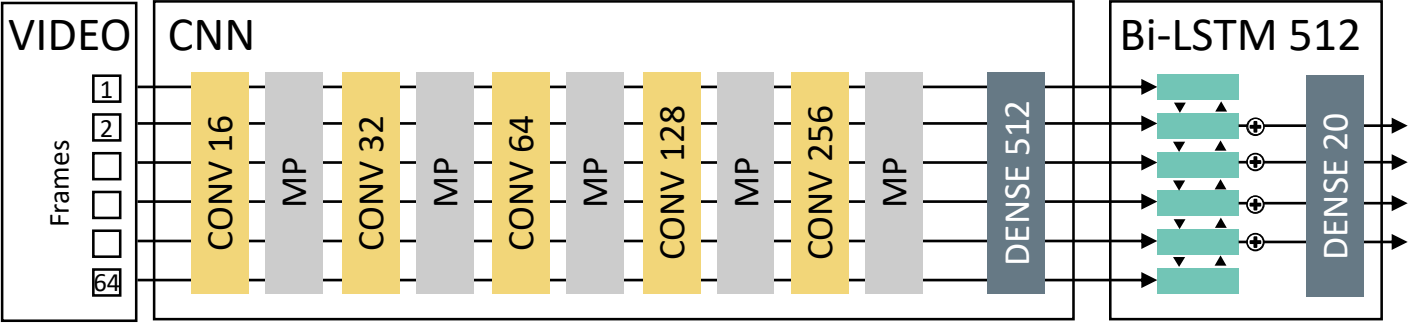 VIDEO
Frames
1
2
64
CNN
CONV 16
MP
CONV 32
MP
CONV 64
MP
CONV 128
MP
CONV 256
MP
DENSE 512
Bi-LSTM 512
DENSE 20